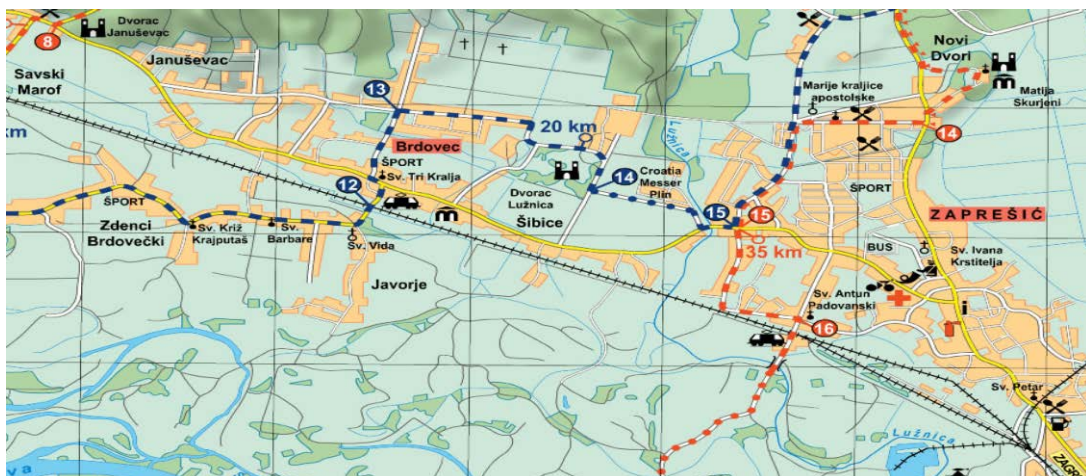 8
Dvorac
Januševac
Januševac
Savski
Marof
km
13
20 km
Brdovec
ŠPORT
Sv. Tri Kralja
12
ŠPORT
Zdenci
Brdovečki
Sv. Križ
Krajputaš
Sv.
Barbare
Sv. Vida
Javorje
Dvorac
Lužnica
Šibice
14
Croatia
Messer
Plin
Lužnica
15
15
35 km
Marije kraljice
apostolske
Novi
Dvori
Matija
Skurjeni
14
ŠPORT
ZAPREŠIĆ
BUS
Sv. Ivana
Krstitelja
Sv. Antun
Padovanski
16
i
Sv. Petar
Lužnica
va
ZAGR